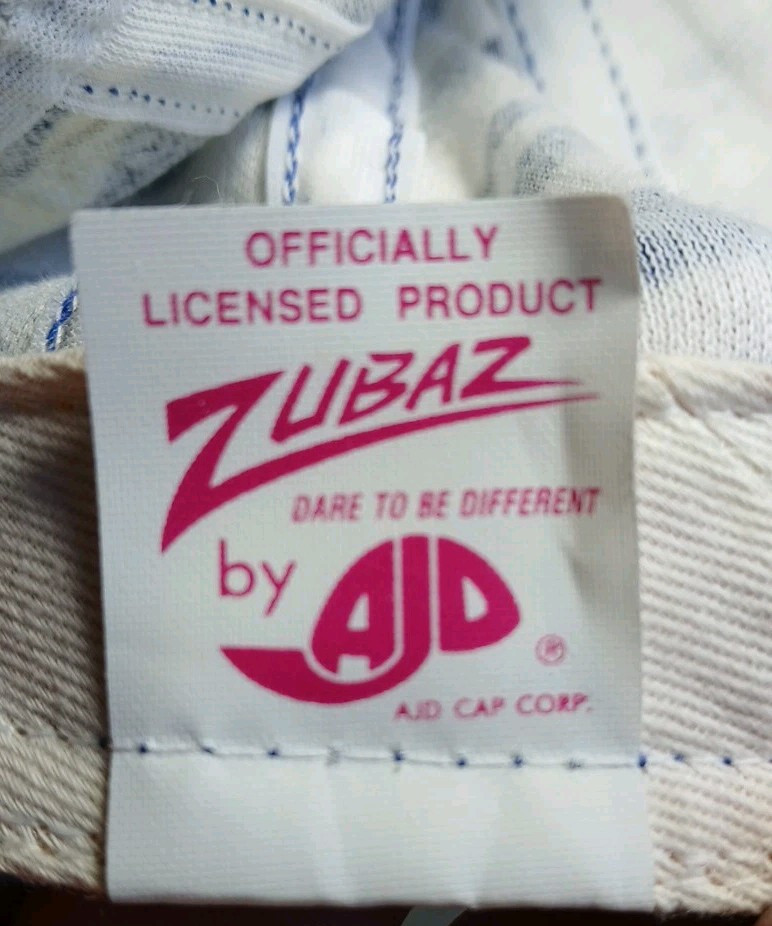 OFFICIALLY
LICENSED PRODUCT
ZUBAZ
DARE TO BE DIFFERENT
by AJD ®
AJD CAP CORP.